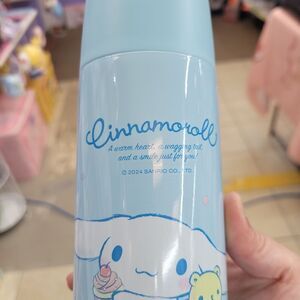 Cinnamoroll
A warm heart, a wagging tail,
and a smile just for you!
© 2024 SANRIO CO., LTD.